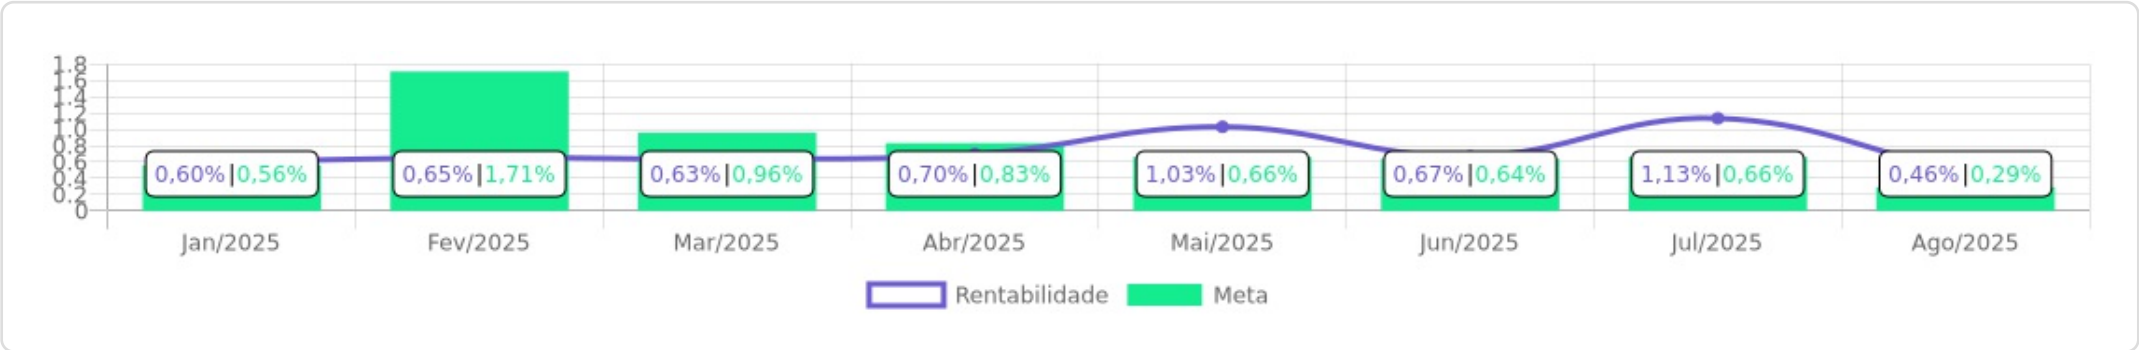 1.8
1.6
1.4
1.2
1.0
0.8
0.6
0.4
0.2
0
0,60%|0,56%
0,65%|1,71%
0,63%|0,96%
0,70%|0,83%
1,03%|0,66%
0,67%|0,64%
1,13%|0,66%
0,46%|0,29%
Jan/2025
Fev/2025
Mar/2025
Abr/2025
Mai/2025
Jun/2025
Jul/2025
Ago/2025
Rentabilidade
Meta